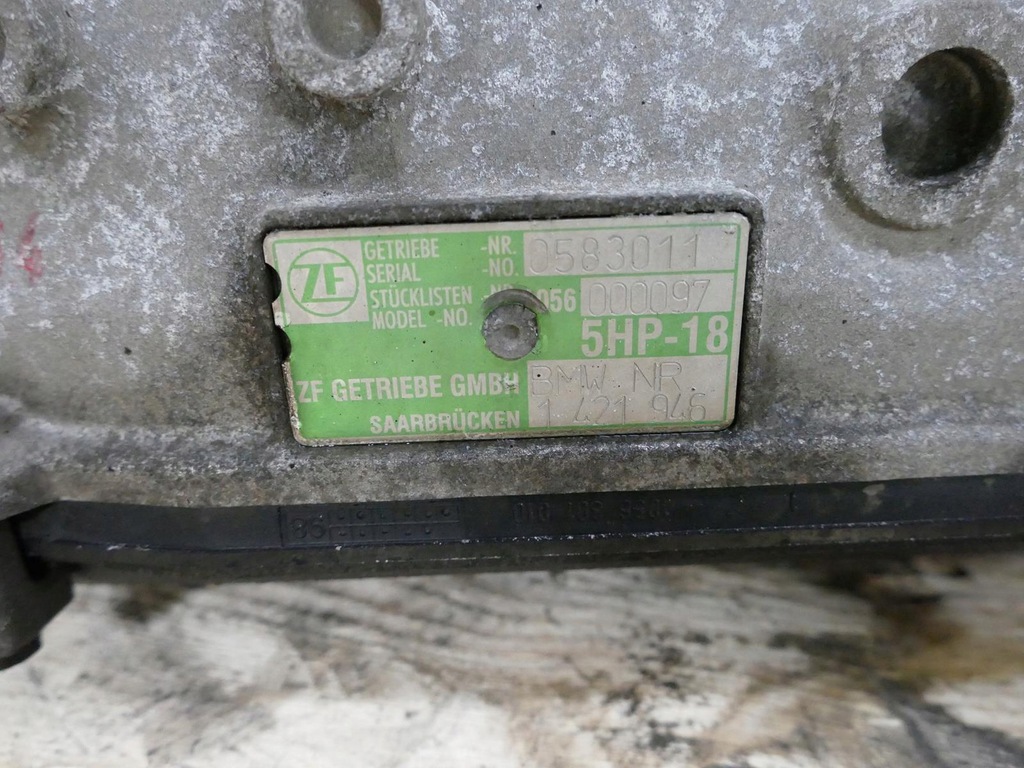 ZF
GETRIEBE -NR. 0583011
SERIAL -NO.
STÜCKLISTEN 056 000097
MODEL -NO.
5HP-18
ZF GETRIEBE GMBH BMW NR.
SAARBRÜCKEN 1 421 946